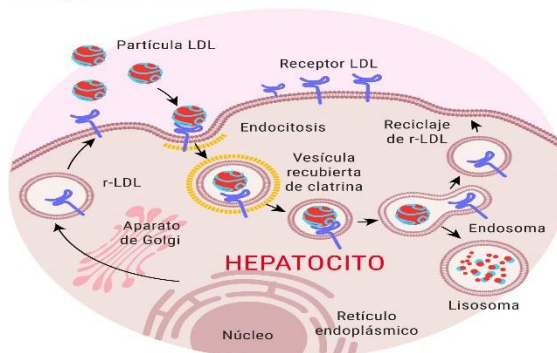 Partícula LDL
Receptor LDL
Endocitosis
Reciclaje
de r-LDL
Vesícula
recubierta
de clatrina
r-LDL
Aparato
de Golgi
Endosoma
HEPATOCITO
Lisosoma
Retículo
endoplásmico
Núcleo